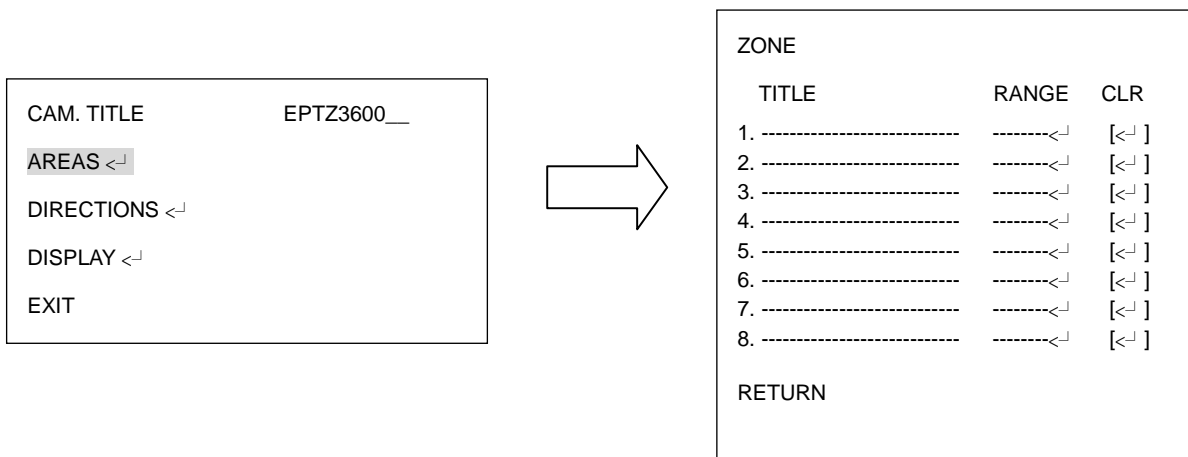 CAM. TITLE EPTZ3600__
AREAS <┘
DIRECTIONS <┘
DISPLAY <┘
EXIT
ZONE
TITLE RANGE CLR
1. ---------------------------- --------<┘ [<┘ ]
2. ---------------------------- --------<┘ [<┘ ]
3. ---------------------------- --------<┘ [<┘ ]
4. ---------------------------- --------<┘ [<┘ ]
5. ---------------------------- --------<┘ [<┘ ]
6. ---------------------------- --------<┘ [<┘ ]
7. ---------------------------- --------<┘ [<┘ ]
8. ---------------------------- --------<┘ [<┘ ]
RETURN